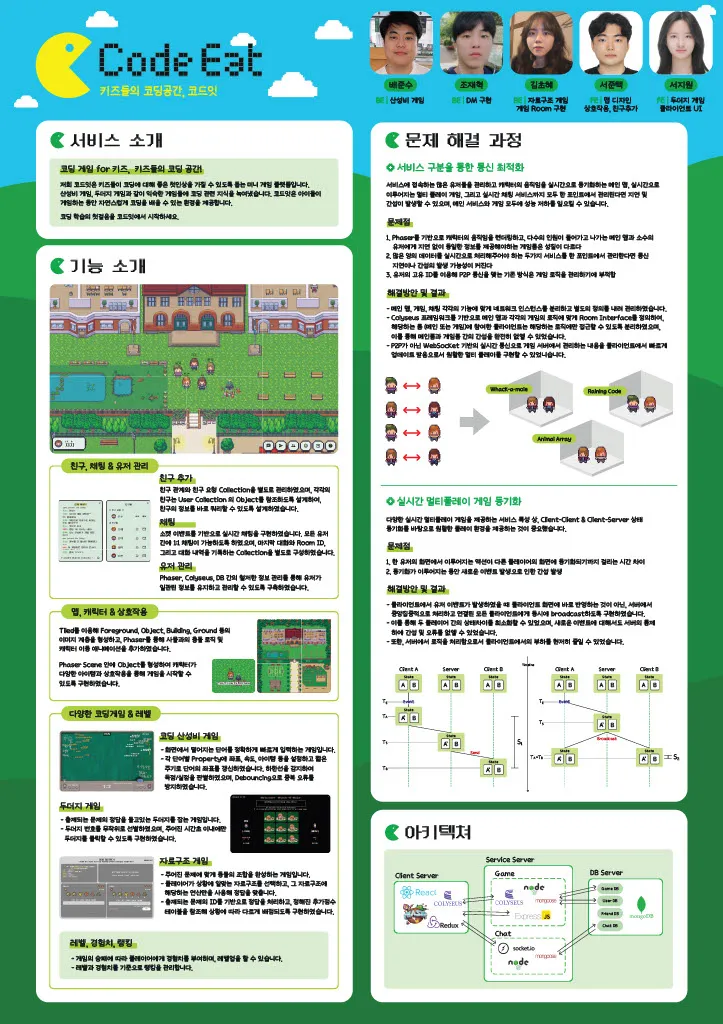 Code Eat
키즈들의 코딩공간, 코드잇
배준수
BE | 산성비 게임
조재혁
BE | DM 구현
김초혜
BE | 자료구조 게임
게임 Room 구현
서준택
FE | 맵 디자인
상호작용, 친구추가
서지원
FE | 두더지 게임
클라이언트 UI
서비스 소개
코딩 게임 for 키즈, 키즈들의 코딩 공간!
저희 코드잇은 키즈들이 코딩에 대해 좋은 첫인상을 가질 수 있도록 돕는 미니 게임 플랫폼입니다.
산성비 게임, 두더지 게임과 같이 익숙한 게임들에 코딩 관련 지식을 녹여냈습니다. 코드잇은 아이들이
게임하는 동안 자연스럽게 코딩을 배울 수 있는 환경을 제공합니다.
코딩 학습의 첫걸음을 코드잇에서 시작하세요.
기능 소개
친구, 채팅 & 유저 관리
친구 추가
친구 관계와 친구 요청 Collection을 별도로 관리하였으며, 각각의
친구는 User Collection 의 Object를 참조하도록 설계하여,
친구의 정보를 바로 쿼리할 수 있도록 설계하였습니다.
채팅
소켓 이벤트를 기반으로 실시간 채팅을 구현하였습니다. 모든 유저
간에 1:1 채팅이 가능하도록 하였으며, 마지막 대화와 Room ID,
그리고 대화 내역을 기록하는 Collection을 별도로 구성하였습니다.
유저 관리
Phaser, Colyseus, DB 간의 철저한 정보 관리를 통해 유저가
일관된 정보를 유지하고 관리할 수 있도록 구축하였습니다.
맵, 캐릭터 & 상호작용
Tiled를 이용해 Foreground, Object, Building, Ground 등의
이미지 계층을 형성하고, Phaser를 통해 사물과의 충돌 로직 및
캐릭터 이동 애니메이션을 추가하였습니다.
Phaser Scene 안에 Object를 형성하여 캐릭터가
다양한 아이템과 상호작용을 통해 게임을 시작할 수
있도록 구현하였습니다.
다양한 코딩게임 & 레벨
코딩 산성비 게임
- 화면에서 떨어지는 단어를 정확하게 빠르게 입력하는 게임입니다.
- 각 단어별 Property에 좌표, 속도, 아이템 등을 설정하고 짧은
주기로 단어의 좌표를 갱신하였습니다. 하한선을 감지하여
득점/실점을 판별하였으며, Debouncing으로 중복 오류를
방지하였습니다.
두더지 게임
- 출제되는 문제의 정답을 들고있는 두더지를 잡는 게임입니다.
- 두더지 번호를 무작위로 선별하였으며, 주어진 시간초 이내에만
두더지를 클릭할 수 있도록 구현하였습니다.
자료구조 게임
- 주어진 문제에 맞게 동물의 조합을 완성하는 게임입니다.
- 플레이어가 상황에 알맞는 자료구조를 선택하고, 그 자료구조에
해당하는 연산만을 사용해 정답을 맞춥니다.
- 출제되는 문제의 ID를 기반으로 정답을 처리하고, 정해진 추가점수
테이블을 참조해 상황에 따라 다르게 배점되도록 구현하였습니다.
레벨, 경험치, 랭킹
- 게임의 승패에 따라 플레이어에게 경험치를 부여하며, 레벨업을 할 수 있습니다.
- 레벨과 경험치를 기준으로 랭킹을 관리합니다.
문제 해결 과정
서비스 구분을 통한 통신 최적화
서비스에 접속하는 많은 유저들을 관리하고 캐릭터의 움직임을 실시간으로 동기화하는 메인 맵, 실시간으로
이루어지는 멀티 플레이 게임, 그리고 실시간 채팅 서비스까지 모두 한 포인트에서 관리한다면 지연 및
간섭이 발생할 수 있으며, 메인 서비스와 게임 모두에 성능 저하를 일으킬 수 있습니다.
문제점
1. Phaser를 기반으로 캐릭터의 움직임을 렌더링하고, 다수의 인원이 들어가고 나가는 메인 맵과 소수의
유저에게 지연 없이 동일한 정보를 제공해야하는 게임룸은 성질이 다르다
2. 많은 양의 데이터를 실시간으로 처리해주어야 하는 두가지 서비스를 한 포인트에서 관리한다면 통신
지연이나 간섭의 발생 가능성이 커진다
3. 유저의 고유 ID를 이용해 P2P 통신을 맺는 기존 방식은 게임 로직을 관리하기에 부적합
해결방안 및 결과
- 메인 맵, 게임, 채팅 각각의 기능에 맞게 네트워크 인스턴스를 분리하고 별도의 정의를 내려 관리하였습니다.
- Colyseus 프레임워크를 기반으로 메인 맵과 각각의 게임의 로직에 맞게 Room Interface를 정의하여,
해당하는 룸 (메인 또는 게임)에 참여한 클라이언트는 해당하는 로직에만 접근할 수 있도록 분리하였으며,
이를 통해 메인룸과 게임룸 간의 간섭을 완전히 없앨 수 있었습니다.
- P2P가 아닌 WebSocket 기반의 실시간 통신으로 게임 서버에서 관리하는 내용을 클라이언트에서 빠르게
업데이트 받음으로서 원활한 멀티 플레이를 구현할 수 있었습니다.
Whack-a-mole
Raining Code
Animal Array
실시간 멀티플레이 게임 동기화
다양한 실시간 멀티플레이 게임을 제공하는 서비스 특성 상, Client-Client & Client-Server 상태
동기화를 바탕으로 원활한 플레이 환경을 제공하는 것이 중요했습니다.
문제점
1. 한 유저의 화면에서 이루어지는 액션이 다른 플레이어의 화면에 동기화되기까지 걸리는 시간 차이
2. 동기화가 이루어지는 동안 새로운 이벤트 발생으로 인한 간섭 발생
해결방안 및 결과
- 클라이언트에서 유저 이벤트가 발생하였을 때 클라이언트 화면에 바로 반영하는 것이 아닌, 서버에서
중앙집중적으로 처리하고 연결된 모든 클라이언트에게 동시에 broadcast하도록 구현하였습니다.
- 이를 통해 두 플레이어 간의 상태차이를 최소화할 수 있었으며, 새로운 이벤트에 대해서도 서버의 통제
하에 간섭 및 오류를 없앨 수 있었습니다.
- 또한, 서버에서 로직을 처리함으로서 클라이언트에서의 부하를 현저히 줄일 수 있었습니다.
Client A Server Client B
State State State
A B A B A B
Event
Send
Client A Server Client B
State State State
A B A B A B
Event
Broadcast
아키텍쳐
Client Server
React
COLYSEUS
Redux
Service Server
Game
node
COLYSEUS
mongoose
Express JS
Chat
socket.io
node
mongoose
DB Server
Game DB
User DB
Friend DB
Chat DB
mongoDB